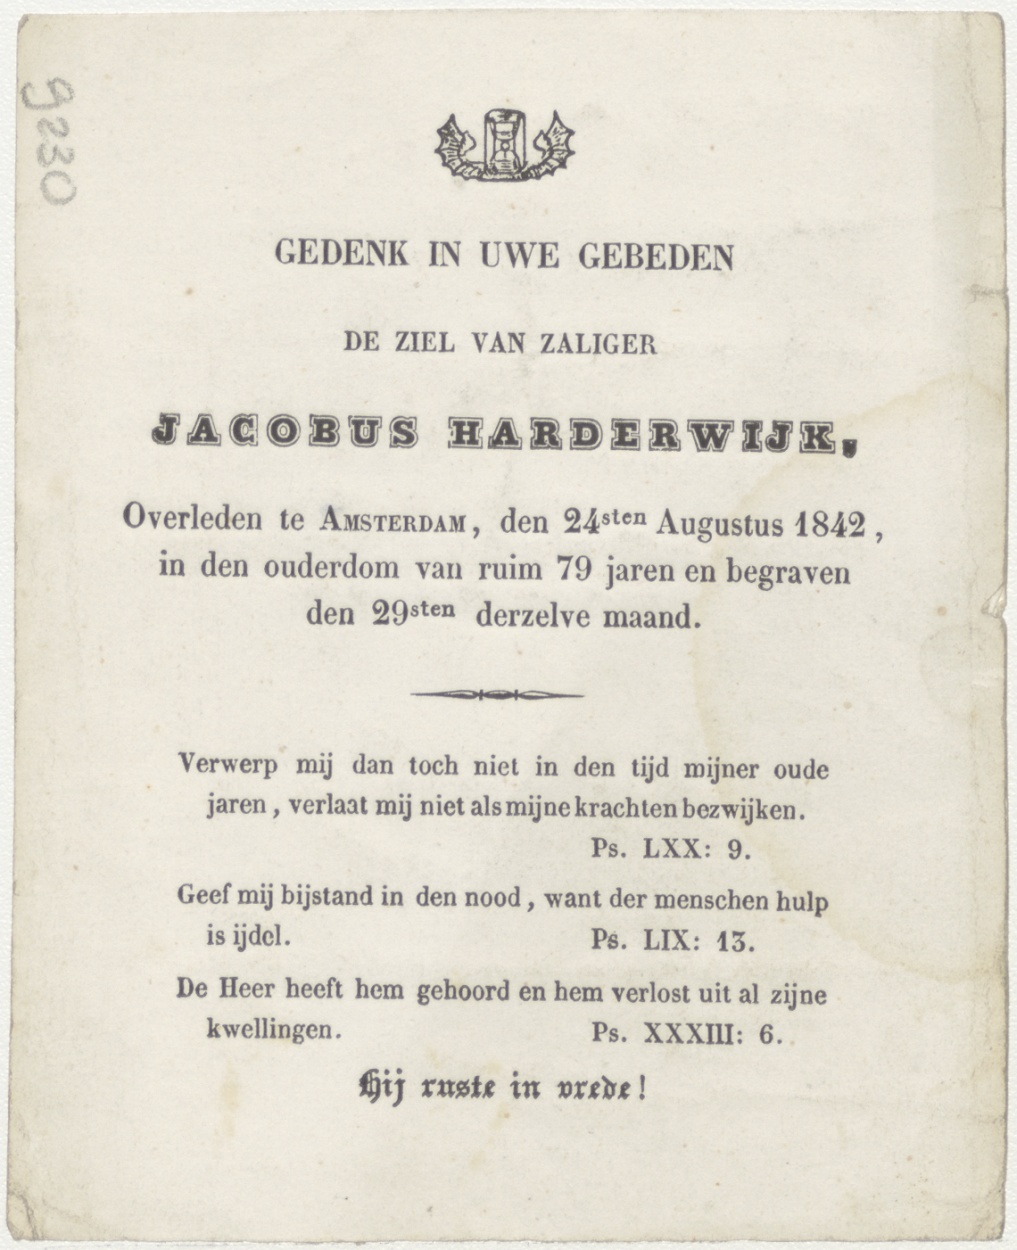 9230
GEDENK IN UWE GEBEDEN
DE ZIEL VAN ZALIGER
JACOBUS HARDERWIJK,
Overleden te AMSTERDAM, den 24sten Augustus 1842,
in den ouderdom van ruim 79 jaren en begraven
den 29sten derzelve maand.
Verwerp mij dan toch niet in den tijd mijner oude
jaren, verlaat mij niet als mijne krachten bezwijken.
Ps. LXX: 9.
Geef mij bijstand in den nood, want der menschen hulp
is ijdel. Ps. LIX: 13.
De Heer heeft hem gehoord en hem verlost uit al zijne
kwellingen. Ps. XXXIII: 6.
Hij ruste in vrede!